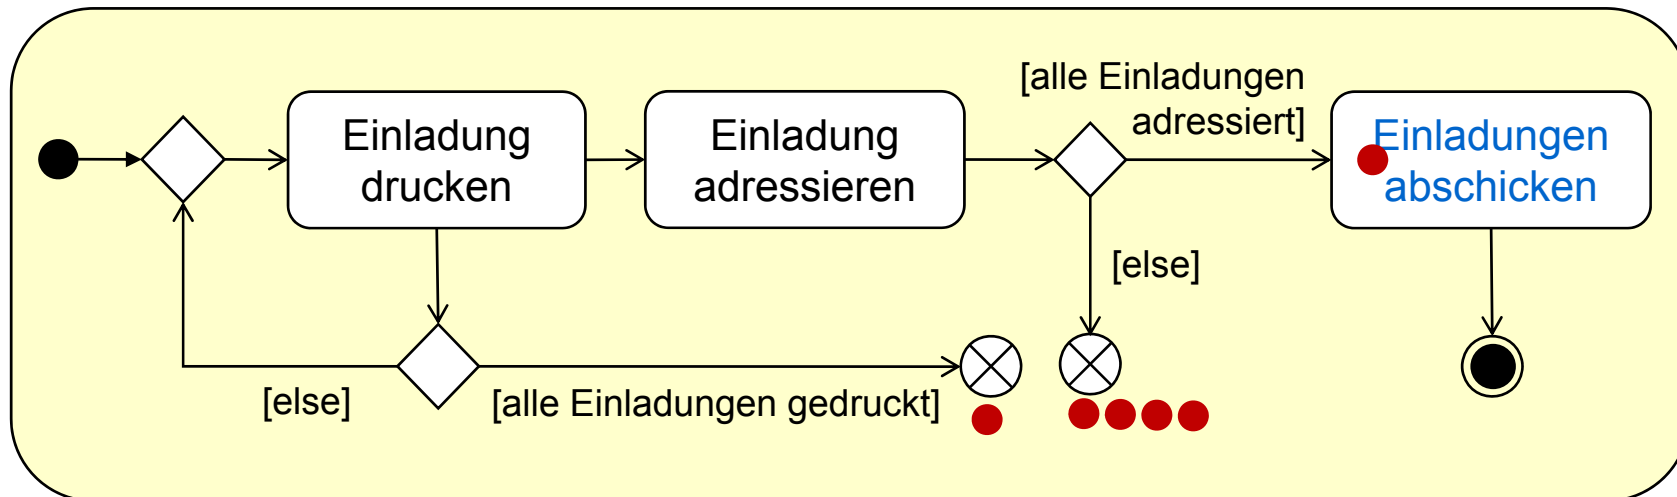 [alle Einladungen
adressiert]
Einladung
drucken
Einladung
adressieren
Einladungen
abschicken
[else]
[else]
[alle Einladungen gedruckt]